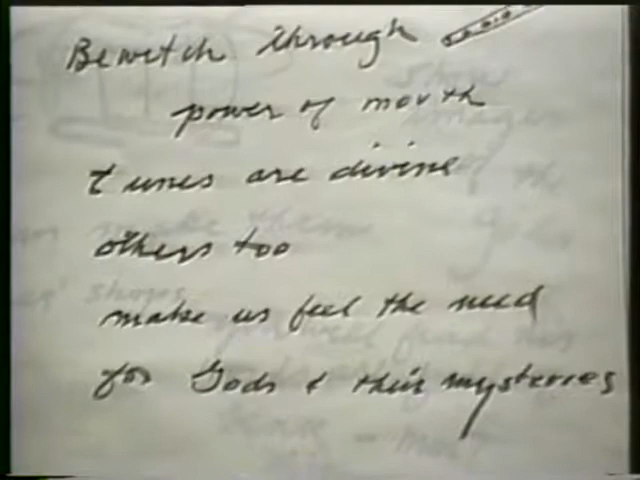 Bewitch through
power of mouth
tunes are divine
others too
make us feel the need
for Gods & their mysteries